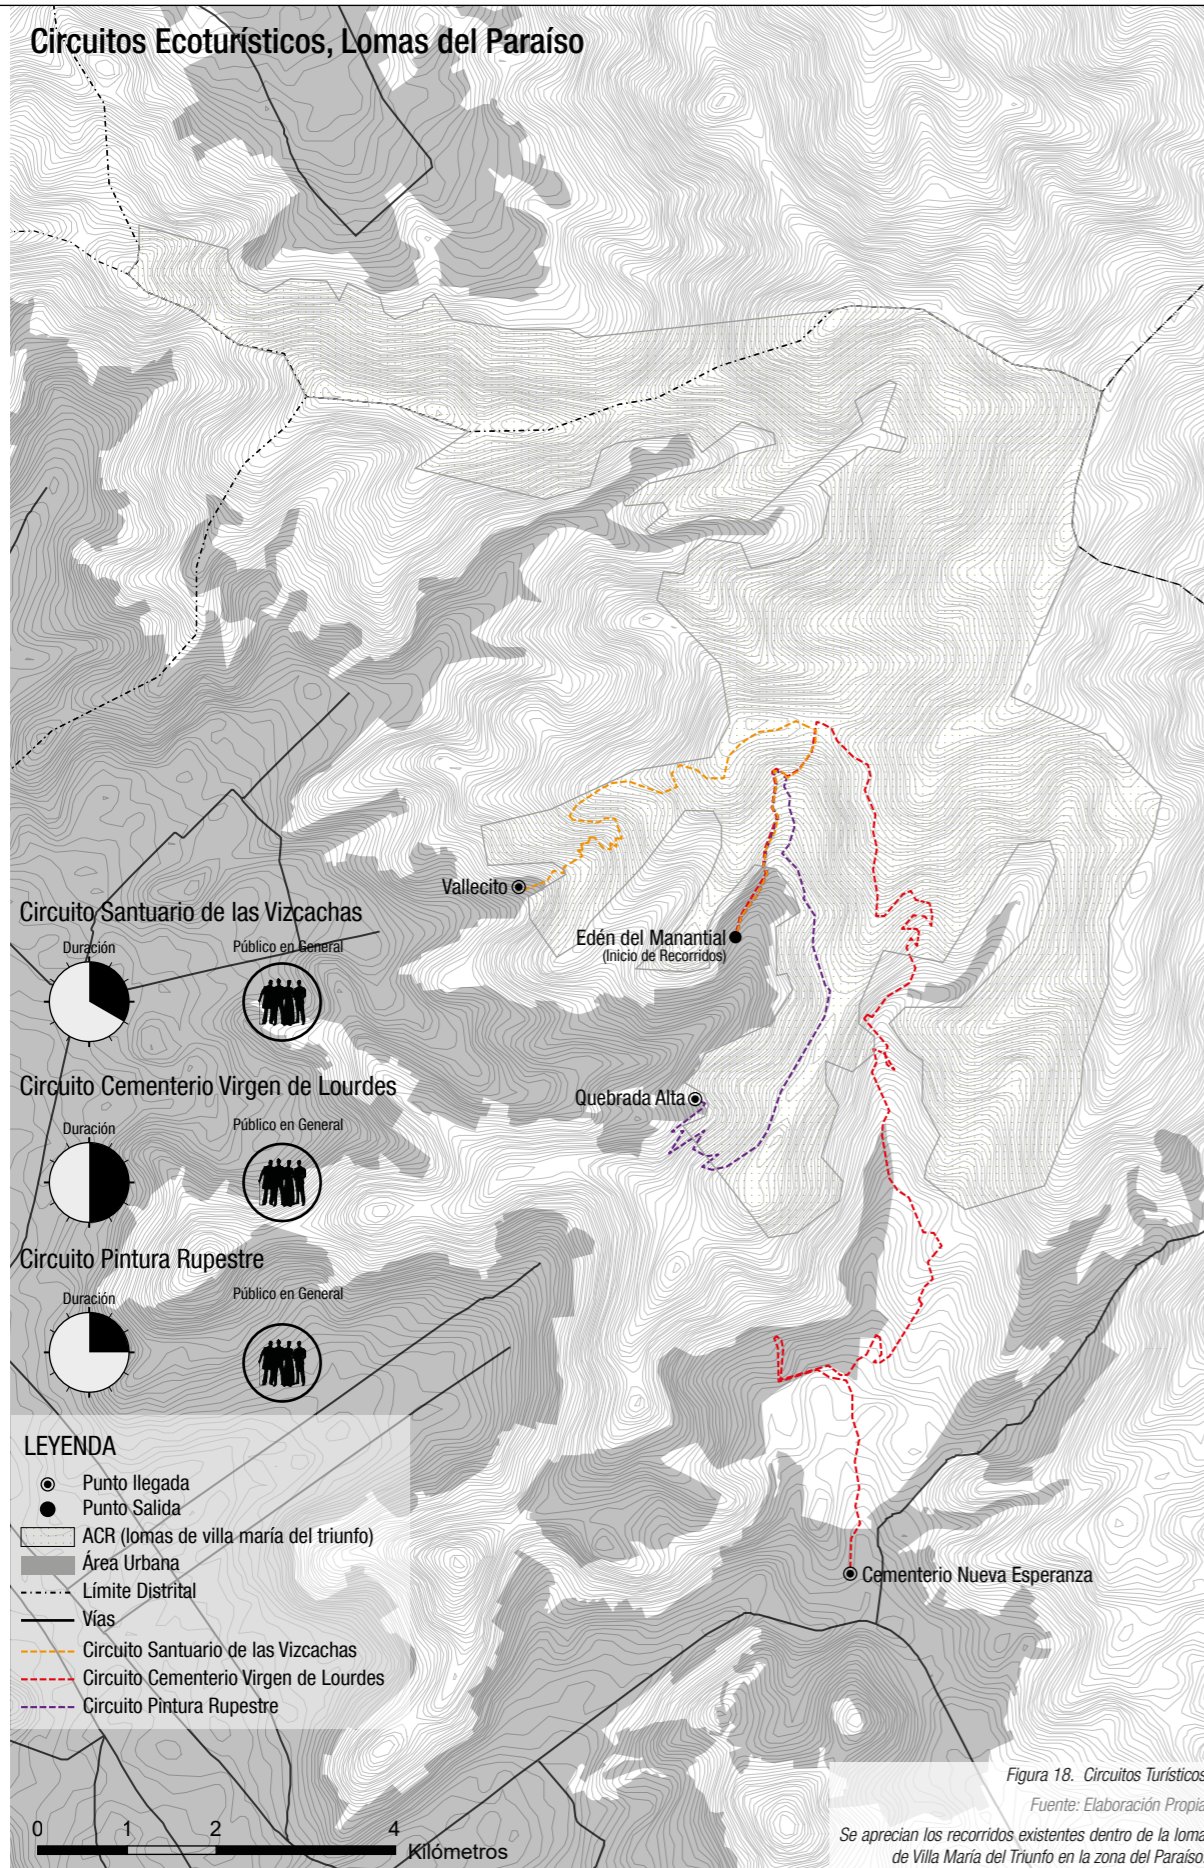 Circuitos Ecoturísticos, Lomas del Paraíso
Vallecito
Edén del Manantial
(Inicio de Recorridos)
Quebrada Alta
Cementerio Nueva Esperanza
Circuito Santuario de las Vizcachas
Duración
Público en General
Circuito Cementerio Virgen de Lourdes
Duración
Público en General
Circuito Pintura Rupestre
Duración
Público en General
LEYENDA
Punto llegada
Punto Salida
ACR (lomas de villa maría del triunfo)
Área Urbana
Límite Distrital
Vías
Circuito Santuario de las Vizcachas
Circuito Cementerio Virgen de Lourdes
Circuito Pintura Rupestre
0 1 2 4
Kilómetros
Figura 18. Circuitos Turísticos
Fuente: Elaboración Propia
Se aprecian los recorridos existentes dentro de la loma
de Villa María del Triunfo en la zona del Paraíso